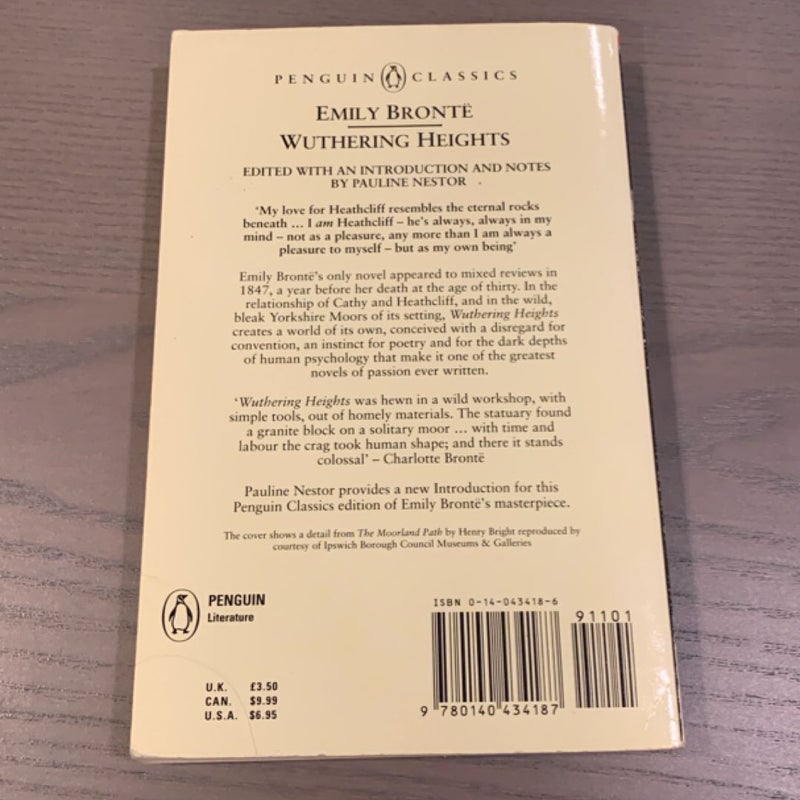 PENGUIN CLASSICS
EMILY BRONTË
WUTHERING HEIGHTS
EDITED WITH AN INTRODUCTION AND NOTES
BY PAULINE NESTOR
‘My love for Heathcliff resembles the eternal rocks
beneath ... I am Heathcliff – he's always, always in my
mind – not as a pleasure, any more than I am always a
pleasure to myself – but as my own being’
Emily Brontë's only novel appeared to mixed reviews in
1847, a year before her death at the age of thirty. In the
relationship of Cathy and Heathcliff, and in the wild,
bleak Yorkshire Moors of its setting, Wuthering Heights
creates a world of its own, conceived with a disregard for
convention, an instinct for poetry and for the dark depths
of human psychology that make it one of the greatest
novels of passion ever written.
‘Wuthering Heights was hewn in a wild workshop, with
simple tools, out of homely materials. The statuary found
a granite block on a solitary moor ... with time and
labour the crag took human shape; and there it stands
colossal’ – Charlotte Brontë
Pauline Nestor provides a new Introduction for this
Penguin Classics edition of Emily Brontë's masterpiece.
The cover shows a detail from The Moorland Path by Henry Bright reproduced by
courtesy of Ipswich Borough Council Museums & Galleries
PENGUIN
Literature
U.K. £3.50
CAN. $9.99
U.S.A. $6.95
ISBN 0-14-043418-6
91101
9 780140 434187